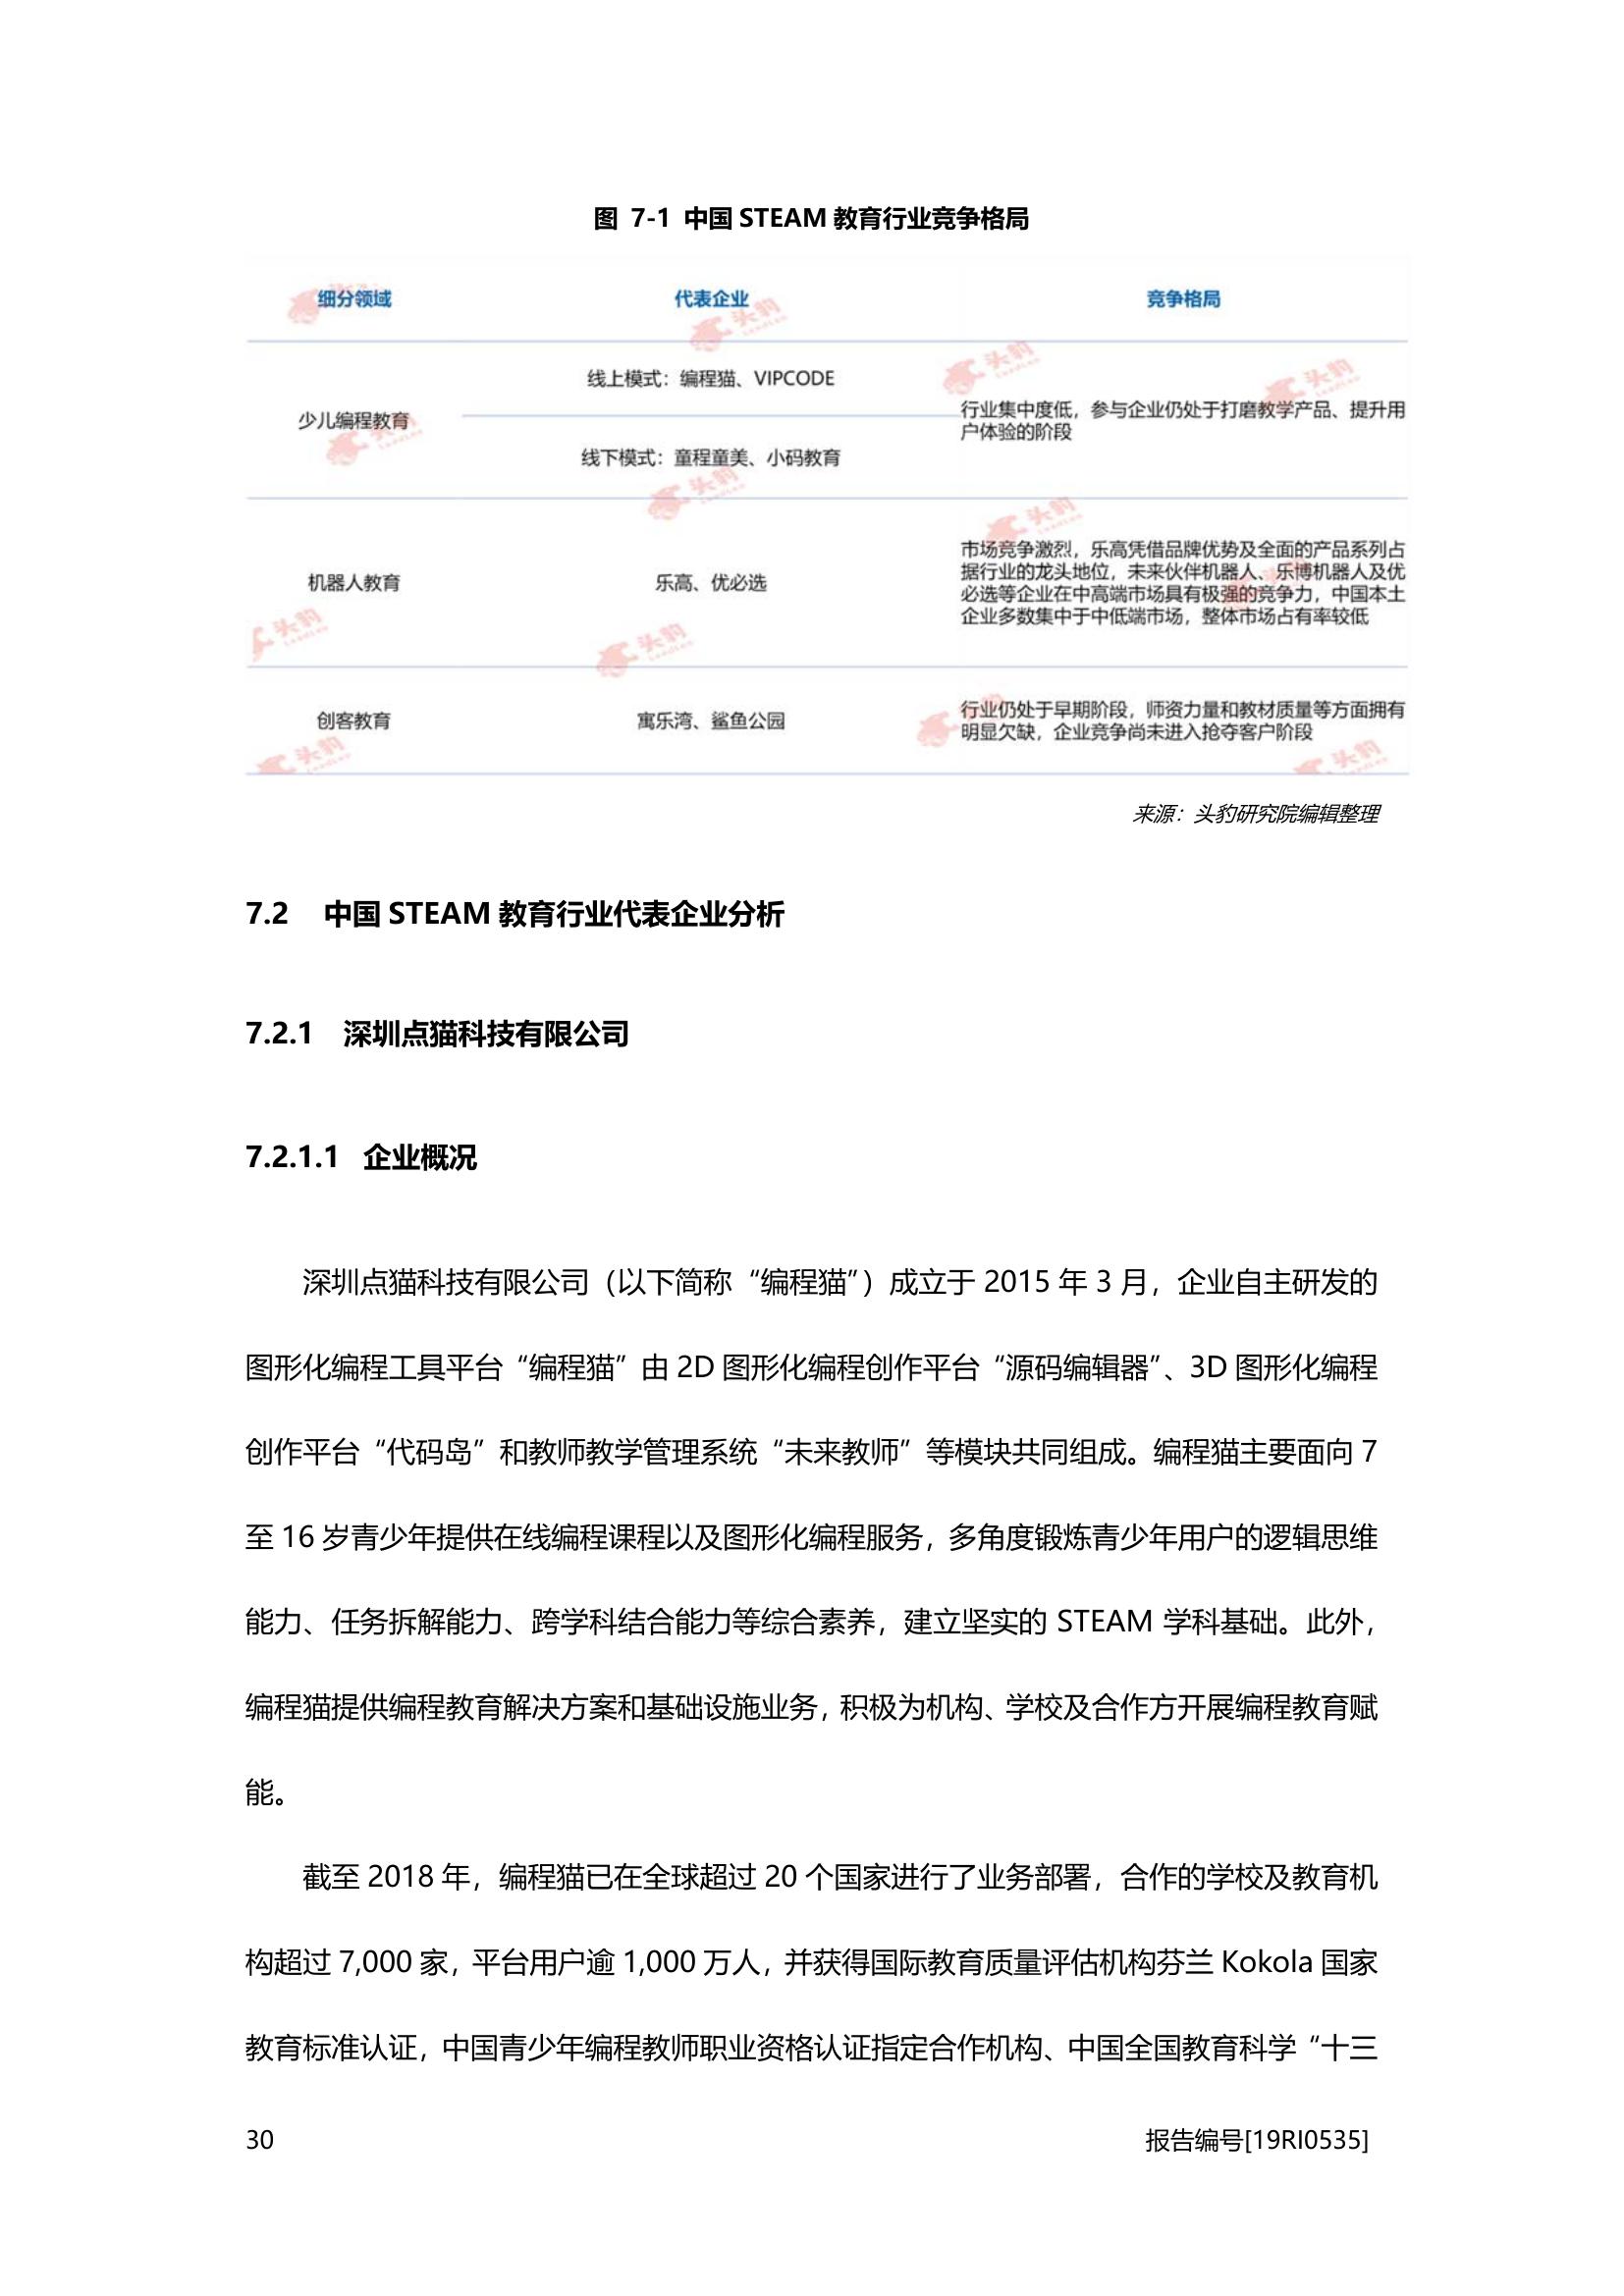 图 7-1 中国 STEAM 教育行业竞争格局
细分领域 代表企业 竞争格局
少儿编程教育
线上模式：编程猫、VIPCODE
线下模式：童程童美、小码教育
行业集中度低，参与企业仍处于打磨教学产品、提升用
户体验的阶段
机器人教育
乐高、优必选
市场竞争激烈，乐高凭借品牌优势及全面的产品系列占
据行业的龙头地位，未来伙伴机器人、乐博机器人及优
必选等企业在中高端市场具有极强的竞争力，中国本土
企业多数集中于中低端市场，整体市场占有率较低
创客教育
寓乐湾、鲨鱼公园
行业仍处于早期阶段，师资力量和教材质量等方面拥有
明显欠缺，企业竞争尚未进入抢夺客户阶段
来源：头豹研究院编辑整理
7.2 中国 STEAM 教育行业代表企业分析
7.2.1 深圳点猫科技有限公司
7.2.1.1 企业概况
深圳点猫科技有限公司（以下简称“编程猫”）成立于 2015 年 3 月，企业自主研发的
图形化编程工具平台“编程猫”由 2D 图形化编程创作平台“源码编辑器”、3D 图形化编程
创作平台“代码岛”和教师教学管理系统“未来教师”等模块共同组成。编程猫主要面向 7
至 16 岁青少年提供在线编程课程以及图形化编程服务，多角度锻炼青少年用户的逻辑思维
能力、任务拆解能力、跨学科结合能力等综合素养，建立坚实的 STEAM 学科基础。此外，
编程猫提供编程教育解决方案和基础设施业务，积极为机构、学校及合作方开展编程教育赋
能。
截至 2018 年，编程猫已在全球超过 20 个国家进行了业务部署，合作的学校及教育机
构超过 7,000 家，平台用户逾 1,000 万人，并获得国际教育质量评估机构芬兰 Kokola 国家
教育标准认证，中国青少年编程教师职业资格认证指定合作机构、中国全国教育科学“十三
30 报告编号[19RI0535]